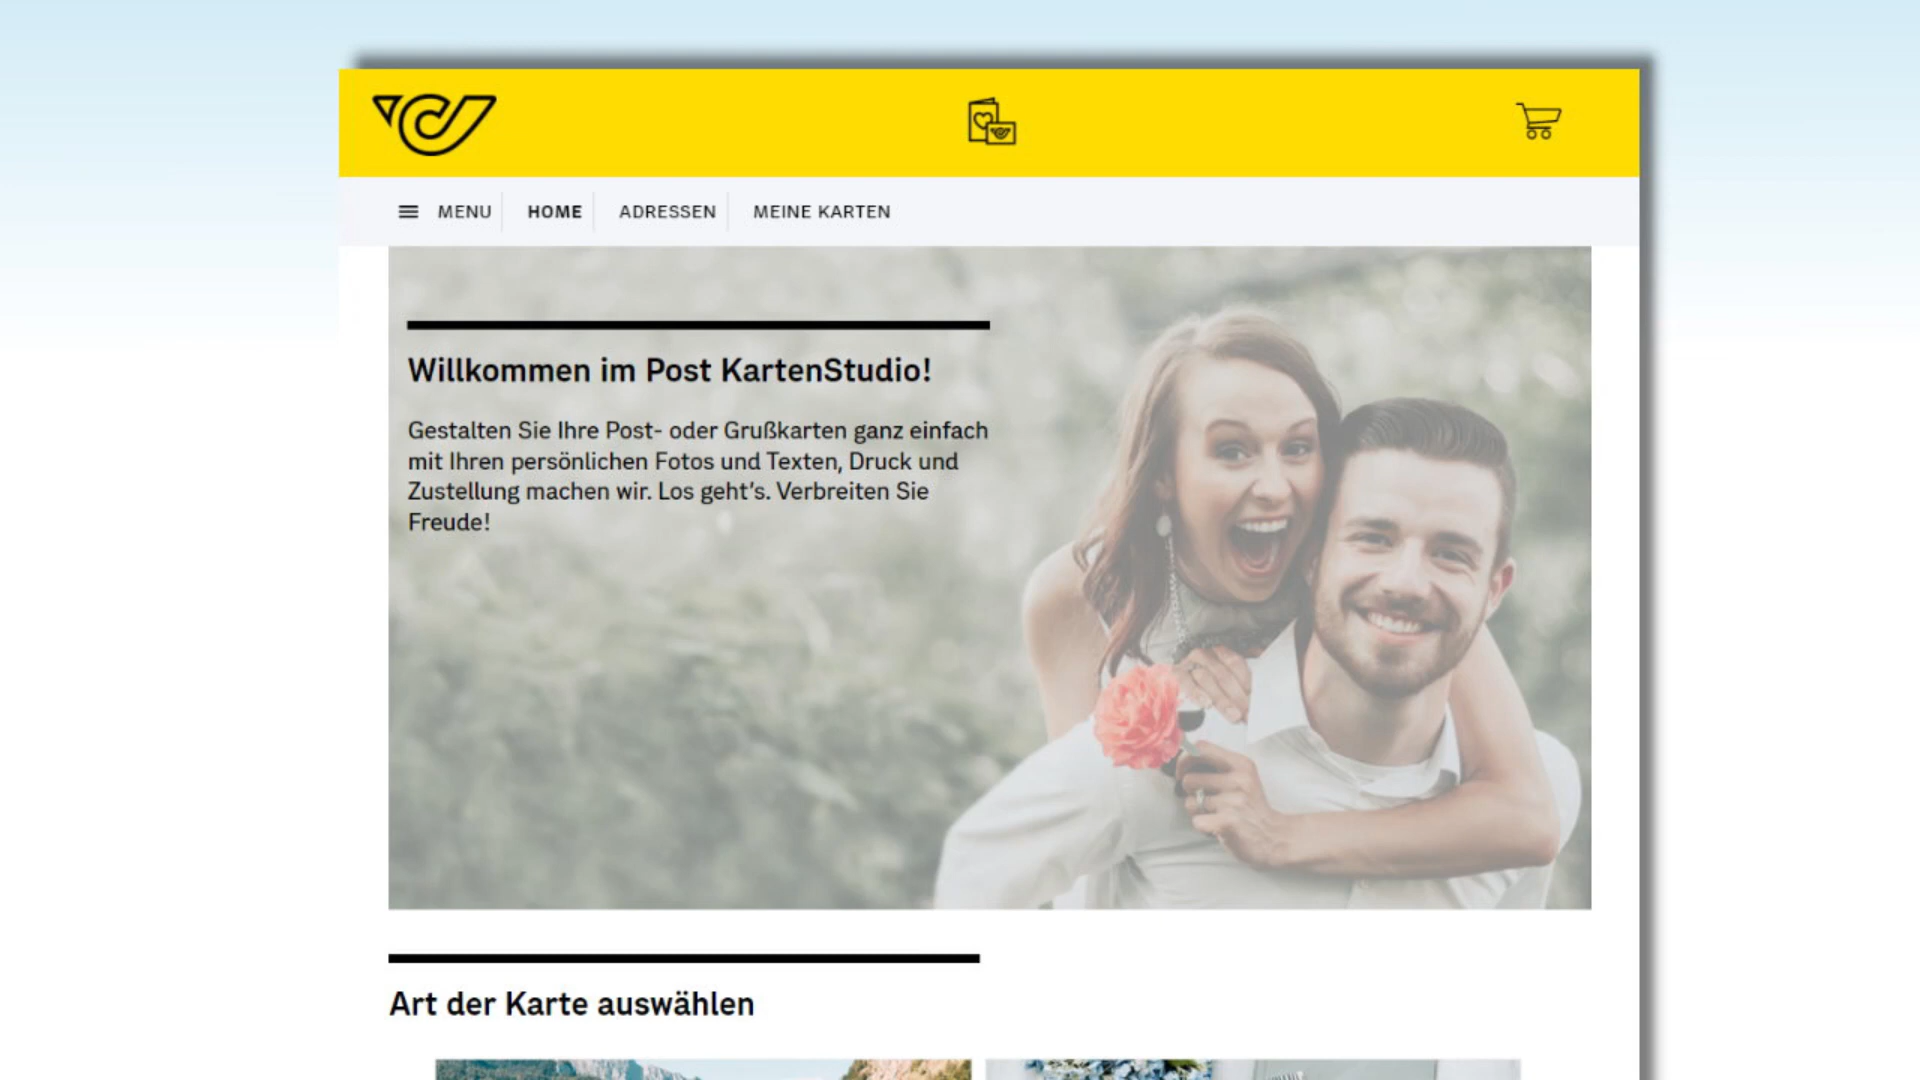 MENU
HOME
ADRESSEN
MEINE KARTEN
Willkommen im Post KartenStudio!
Gestalten Sie Ihre Post- oder Grußkarten ganz einfach
mit Ihren persönlichen Fotos und Texten, Druck und
Zustellung machen wir. Los geht's. Verbreiten Sie
Freude!
Art der Karte auswählen